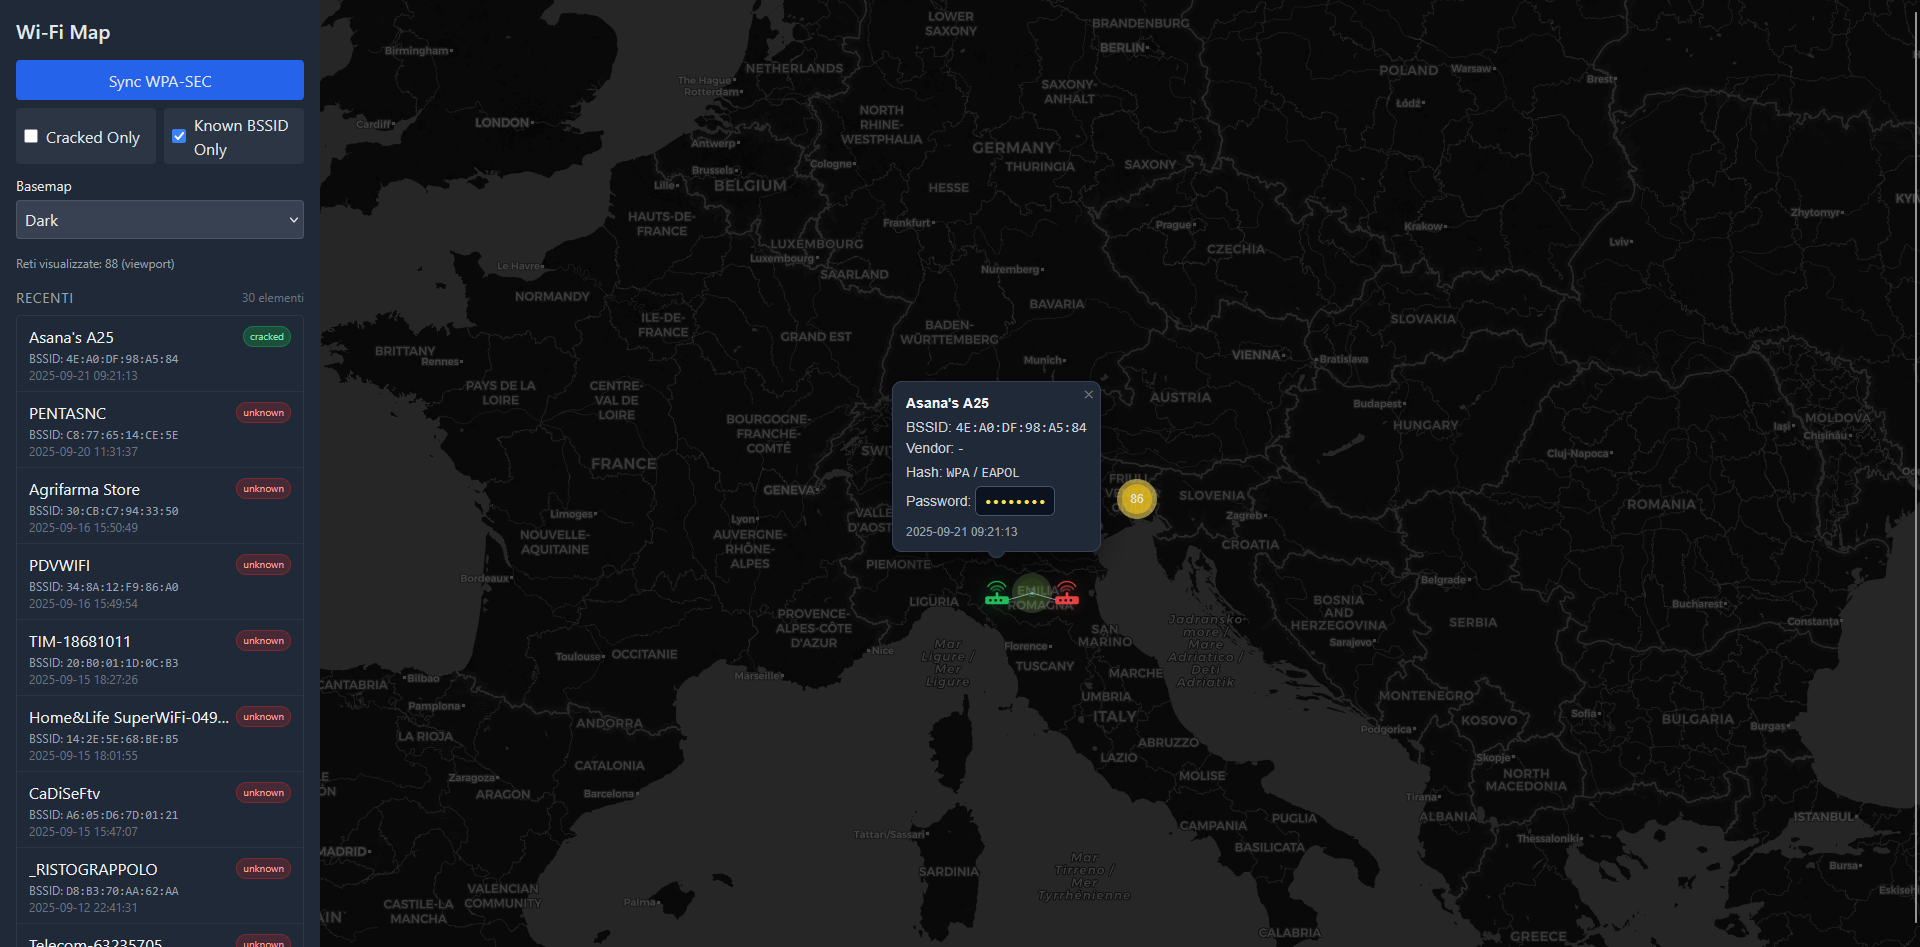 Wi-Fi Map
Sync WPA-SEC
Cracked Only
Known BSSID
Only
Basemap
Dark
Reti visualizzate: 88 (viewport)
RECENTI
30 elementi
Asana's A25
cracked
BSSID: 4E:A0:DF:98:A5:84
2025-09-21 09:21:13
PENTASNC
unknown
BSSID: C8:77:65:14:CE:5E
2025-09-20 11:31:37
Agrifarma Store
unknown
BSSID: 30:CB:C7:94:33:50
2025-09-16 15:50:49
PDVWIFI
unknown
BSSID: 34:8A:12:F9:86:A0
2025-09-16 15:49:54
TIM-18681011
unknown
BSSID: 20:B0:01:1D:0C:B3
2025-09-15 18:27:26
Home&Life SuperWiFi-049...
unknown
BSSID: 14:2E:5E:68:BE:B5
2025-09-15 18:01:55
CaDiSeFtv
unknown
BSSID: A6:05:D6:7D:01:21
2025-09-15 15:47:07
_RISTOGRAPPOLO
unknown
BSSID: D8:B3:70:AA:62:AA
2025-09-12 22:41:31
Telecom-63235705
unknown
Asana's A25
×
BSSID: 4E:A0:DF:98:A5:84
Vendor: -
Hash: WPA / EAPOL
Password: ••••••••
2025-09-21 09:21:13
86
LOWER
SAXONY
BRANDENBURG
BERLIN
Birmingham
NETHERLANDS
The Hague
Rotterdam
SAXONY-
ANHALT
POLAND
Warsaw
Brest
Łódź
NORTH
RHINE-
WESTPHALIA
Cardiff
LONDON
Antwerp
GERMANY
THURINGIA
SAXONY
Cologne
Brussels
Lille
BELGIUM
HESSE
KY
HAUTS-DE-
FRANCE
Frankfurt
Prague
Krakow
Zhytomyr
LUXEMBOURG
Luxembourg
CZECHIA
Lviv
Le Havre
SAARLAND
Nuremberg
NORMANDY
BAVARIA
ILE-DE-
FRANCE
GRAND EST
BADEN-
WÜRTTEMBERG
SLOVAKIA
BRITTANY
Rennes
Munich
VIENNA
Bratislava
PAYS DE LA
LOIRE
CENTRE-
VAL DE
LOIRE
AUSTRIA
Budapest
HUNGARY
BOURGOGNE-
FRANCHE-
COMTÉ
MOLDOVA
Iași
Chișinău
FRANCE
SWI
Cluj-Napoca
GENEVA
FRIULI
SLOVENIA
ROMANIA
Limoges
Lyon
VALLE
D'AOST
Zagreb
NOUVELLE-
AQUITAINE
AUVERGNE-
RHÔNE-
ALPES
CROATIA
PIEMONTE
Bordeaux
Belgrade
EMILIA
ROMAGNA
LIGURIA
BOSNIA
AND
HERZEGOVINA
Bucharest
PROVENCE-
ALPES-CÔTE
D'AZUR
Constanța
SERBIA
SAN
MARINO
Jadransko
more /
Mare
Adriatico /
Deti
Adriatik
Sarajevo
Mar
Ligure /
Mer
Ligure
Nice
Florence
Toulouse
OCCITANIE
TUSCANY
Marseille
MARCHE
CANTABRIA
Bilbao
UMBRIA
MONTENEGRO
Pamplona
ITALY
KOSOVO
Sofia
BULGARIA
Burgas
ANDORRA
LA RIOJA
Podgorica
ABRUZZO
LAZIO
Skopje
CATALONIA
Zaragoza
MOLISE
NORTH
MACEDONIA
ARAGON
Barcelona
Tirana
ALBANIA
ISTANBUL
PUGLIA
CAMPANIA
Tàttari/Sassari
Thessaloniki
BASILICATA
MADRID
Mar
Tirreno /
Mer
Tyrrhénienne
SARDINIA
Bursa
Eskişehi
VALENCIAN
COMMUNITY
CASTILE-LA
MANCHA
Palma
AIN
CALABRIA
GREECE